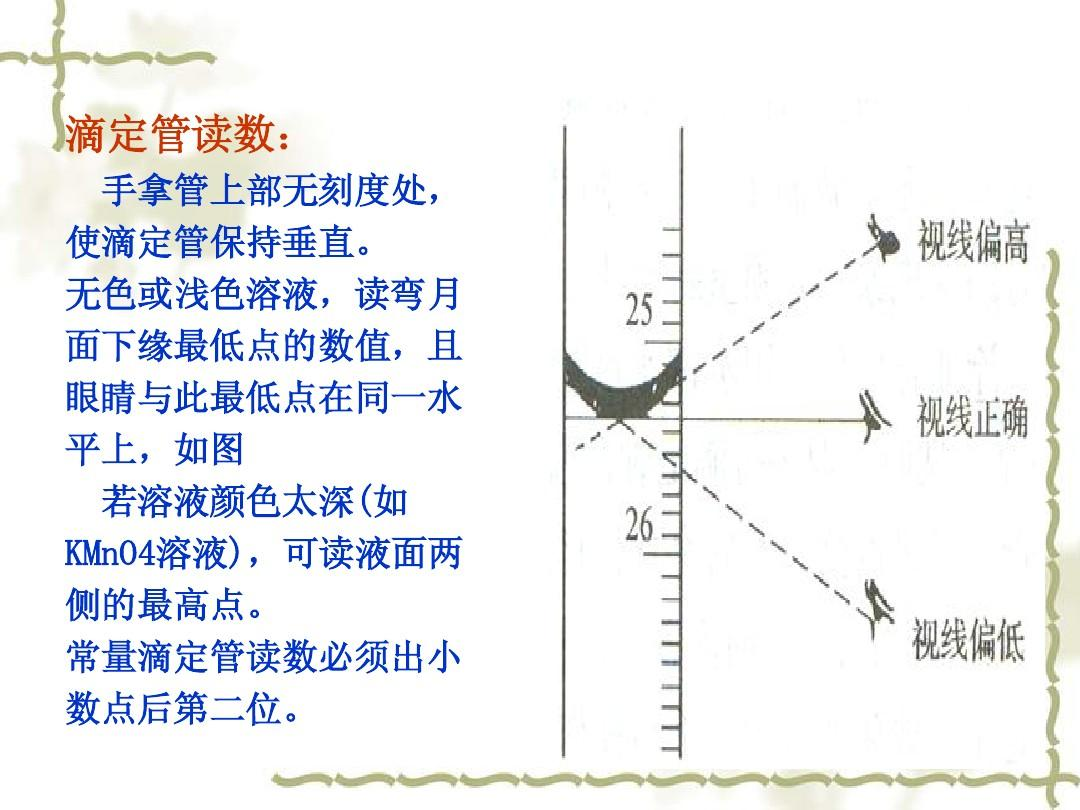 滴定管读数：
手拿管上部无刻度处，
使滴定管保持垂直。
无色或浅色溶液，读弯月
面下缘最低点的数值，且
眼睛与此最低点在同一水
平上，如图
若溶液颜色太深(如
KMnO4溶液)，可读液面两
侧的最高点。
常量滴定管读数必须出小
数点后第二位。
视线偏高
25
视线正确
26
视线偏低